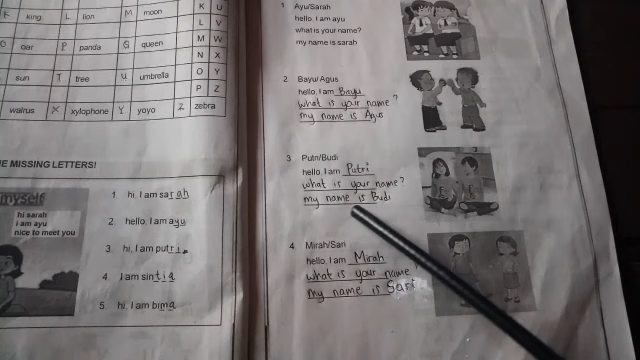 K king L lion M moon
K U
L V
oar P panda Q queen
M W
N X
sun T tree U umbrella
O Y
P Z
walrus X xylophone Y yoyo Z zebra
E MISSING LETTERS!
myself
hi sarah
i am ayu
nice to meet you
1. hi, I am sarah
2. hello, I am ayu
3. hi, I am putri.
4. I am sintia
5. hi, I am bima
1 Ayu/Sarah
hello. I am ayu
what is your name?
my name is sarah
2 Bayu/Agus
hello, I am Bayu
what is your name?
my name is Agus
3 Putri/Budi
hello, I am Putri
what is your name?
my name is Budi
4 Mirah/Sari
hello, I am Mirah
what is your name
my name is Sari